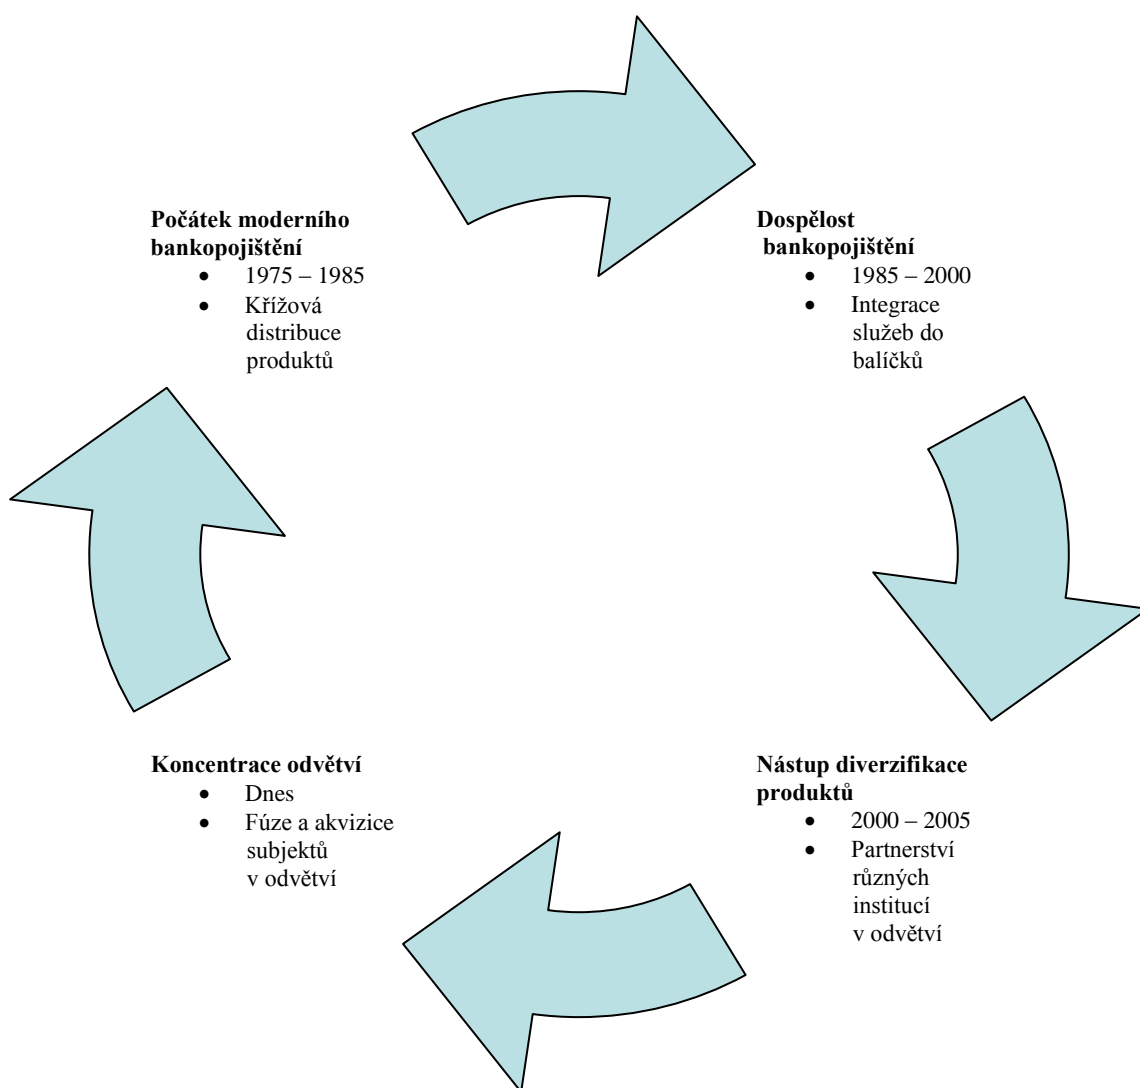 Počátek moderního
bankopojištění
• 1975 – 1985
• Křížová
distribuce
produktů
Dospělost
bankopojištění
• 1985 – 2000
• Integrace
služeb do
balíčků
Koncentrace odvětví
• Dnes
• Fúze a akvizice
subjektů
v odvětví
Nástup diverzifikace
produktů
• 2000 – 2005
• Partnerství
různých
institucí
v odvětví